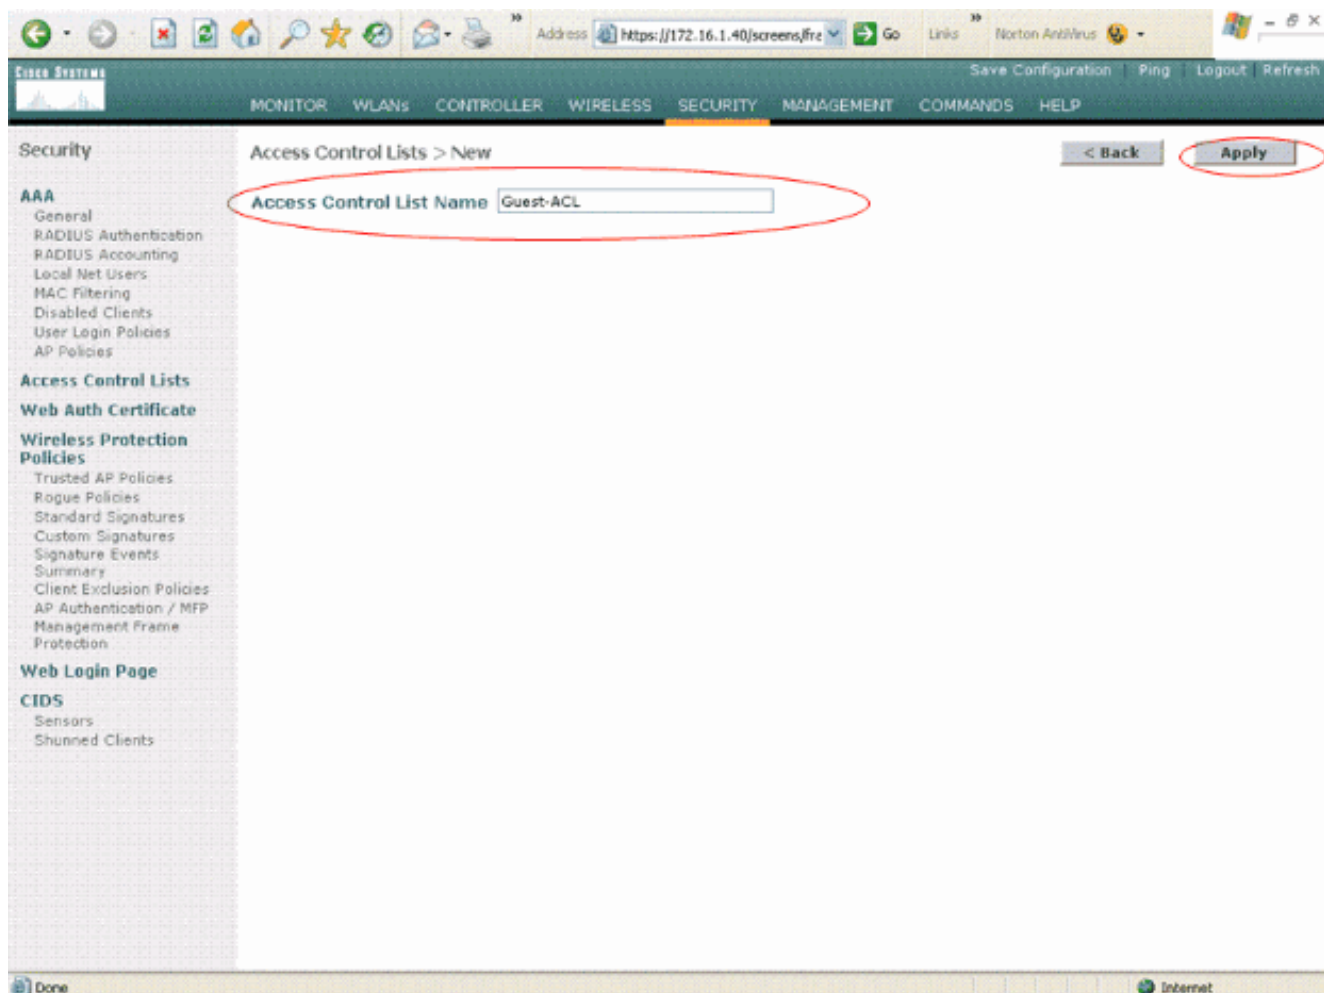 » Address https://172.16.1.40/screens/fre Go Links » Norton AntiVirus
CISCO SYSTEMS
Save Configuration | Ping | Logout | Refresh
MONITOR WLANs CONTROLLER WIRELESS SECURITY MANAGEMENT COMMANDS HELP
Security
Access Control Lists > New
< Back
Apply
Access Control List Name Guest-ACL
AAA
General
RADIUS Authentication
RADIUS Accounting
Local Net Users
MAC Filtering
Disabled Clients
User Login Policies
AP Policies
Access Control Lists
Web Auth Certificate
Wireless Protection
Policies
Trusted AP Policies
Rogue Policies
Standard Signatures
Custom Signatures
Signature Events
Summary
Client Exclusion Policies
AP Authentication / MFP
Management Frame
Protection
Web Login Page
CIDS
Sensors
Shunned Clients
Done
Internet